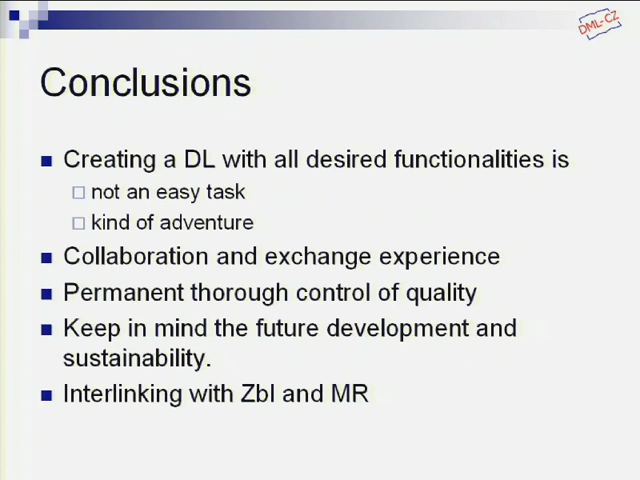 DML-CZ
Conclusions
Creating a DL with all desired functionalities is
not an easy task
kind of adventure
Collaboration and exchange experience
Permanent thorough control of quality
Keep in mind the future development and
sustainability.
Interlinking with Zbl and MR